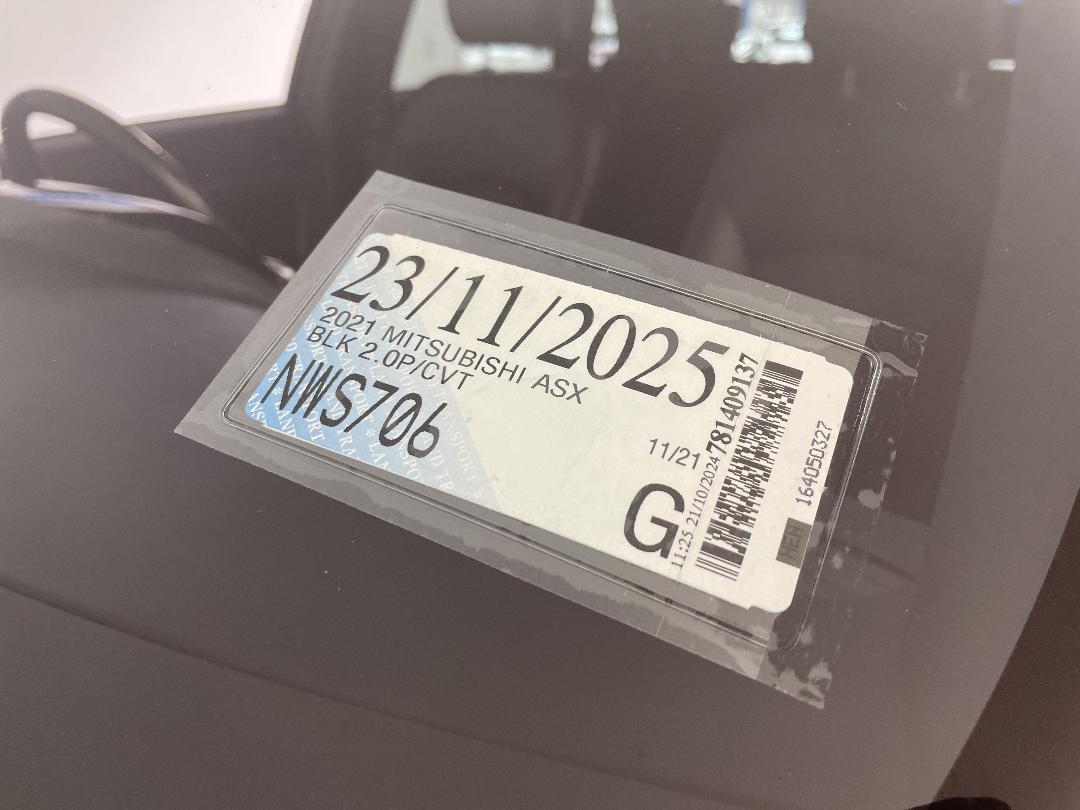 23/11/2025
2021 MITSUBISHI ASX
BLK 2.0P/CVT
NWS706
11/21
G
11:25 21/10/2024 781409137
164050327
HEN